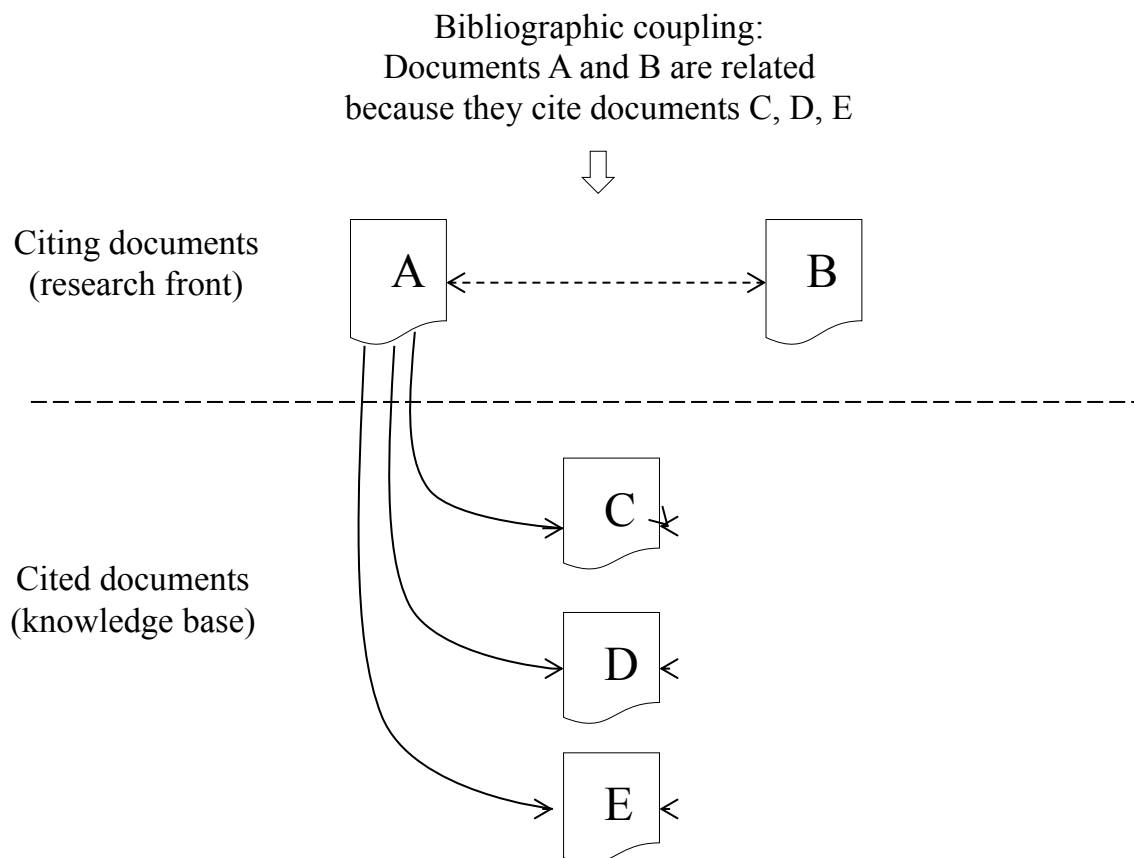 Bibliographic coupling:
Documents A and B are related
because they cite documents C, D, E
Citing documents
(research front)
A
B
C
Cited documents
(knowledge base)
D
E